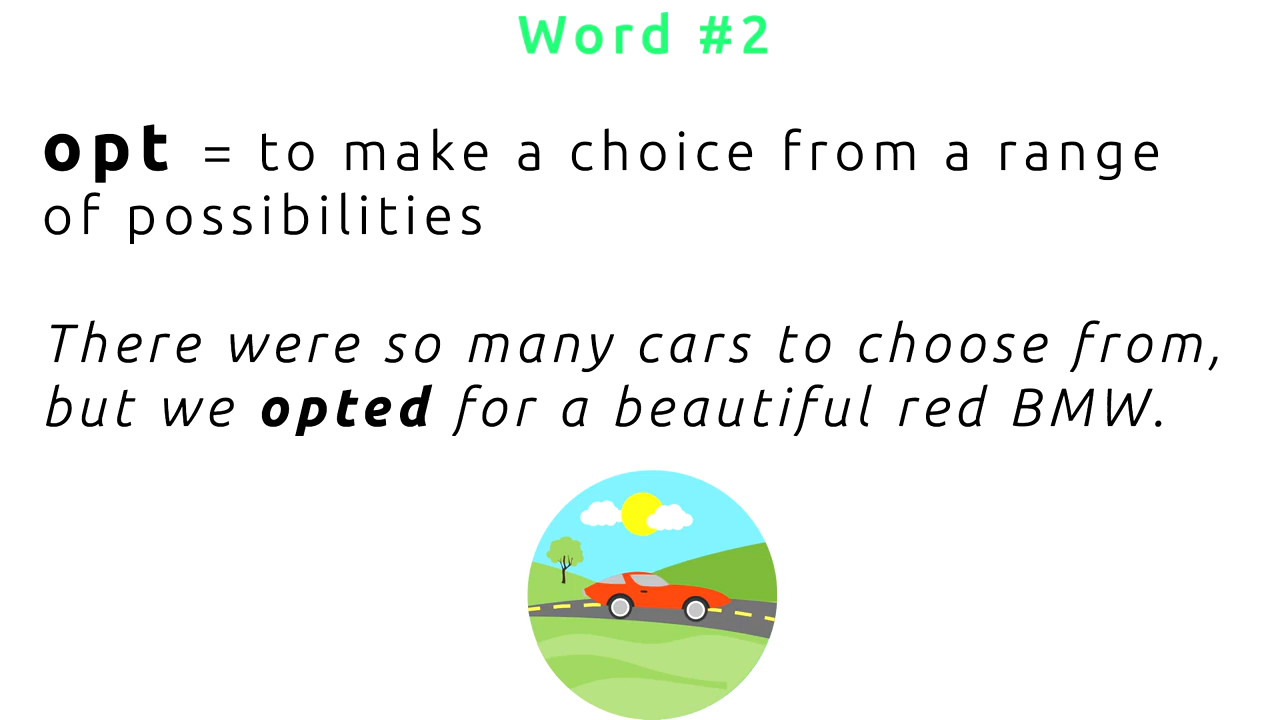 Word #2
opt = to make a choice from a range
of possibilities
There were so many cars to choose from,
but we opted for a beautiful red BMW.